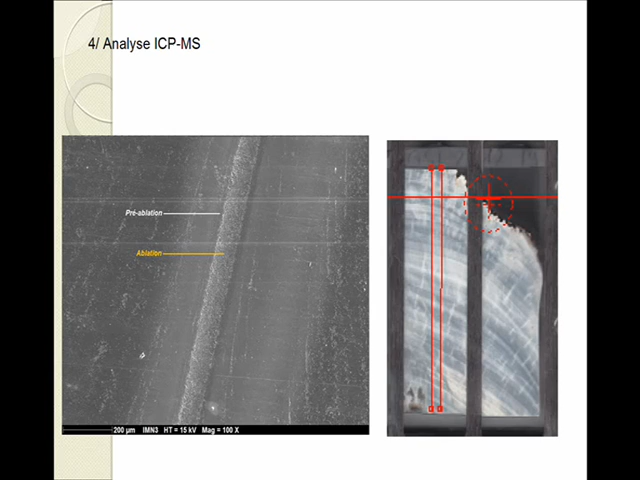 4/ Analyse ICP-MS
Pré-ablation
Ablation
200 µm IMN3 HT = 15 kV Mag = 100 X